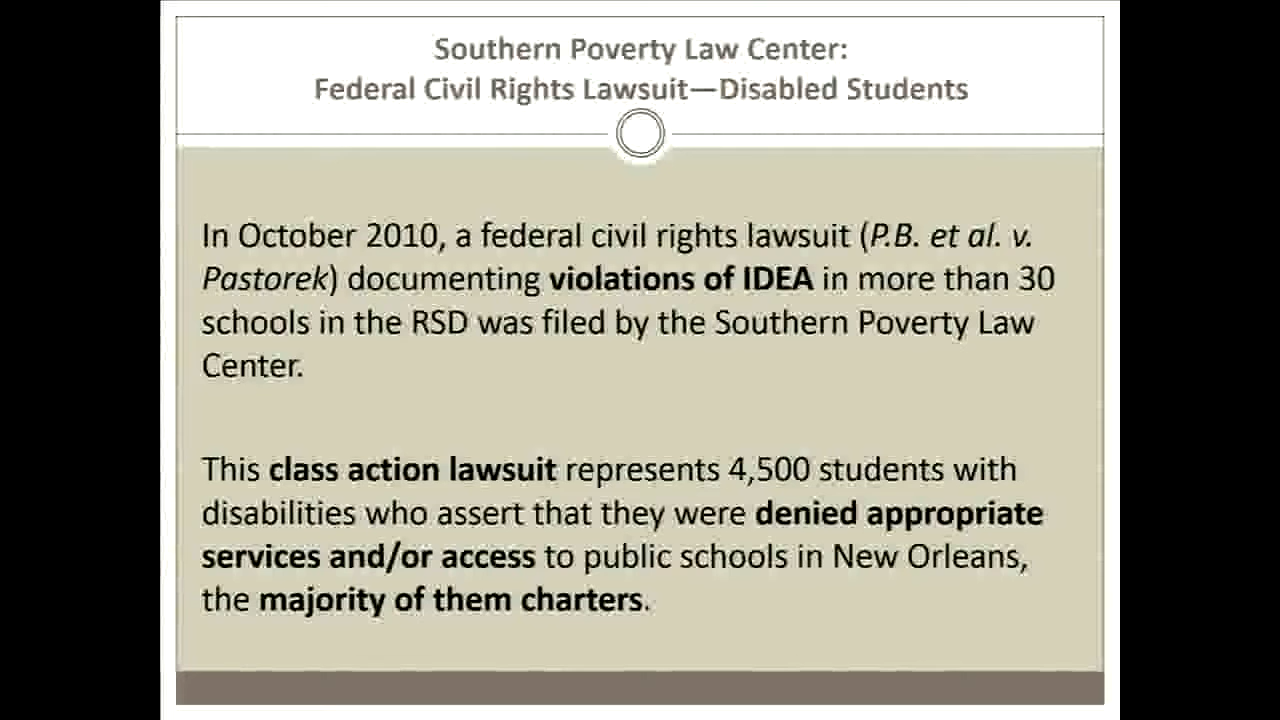 Southern Poverty Law Center:
Federal Civil Rights Lawsuit—Disabled Students
In October 2010, a federal civil rights lawsuit (P.B. et al. v.
Pastorek) documenting violations of IDEA in more than 30
schools in the RSD was filed by the Southern Poverty Law
Center.
This class action lawsuit represents 4,500 students with
disabilities who assert that they were denied appropriate
services and/or access to public schools in New Orleans,
the majority of them charters.